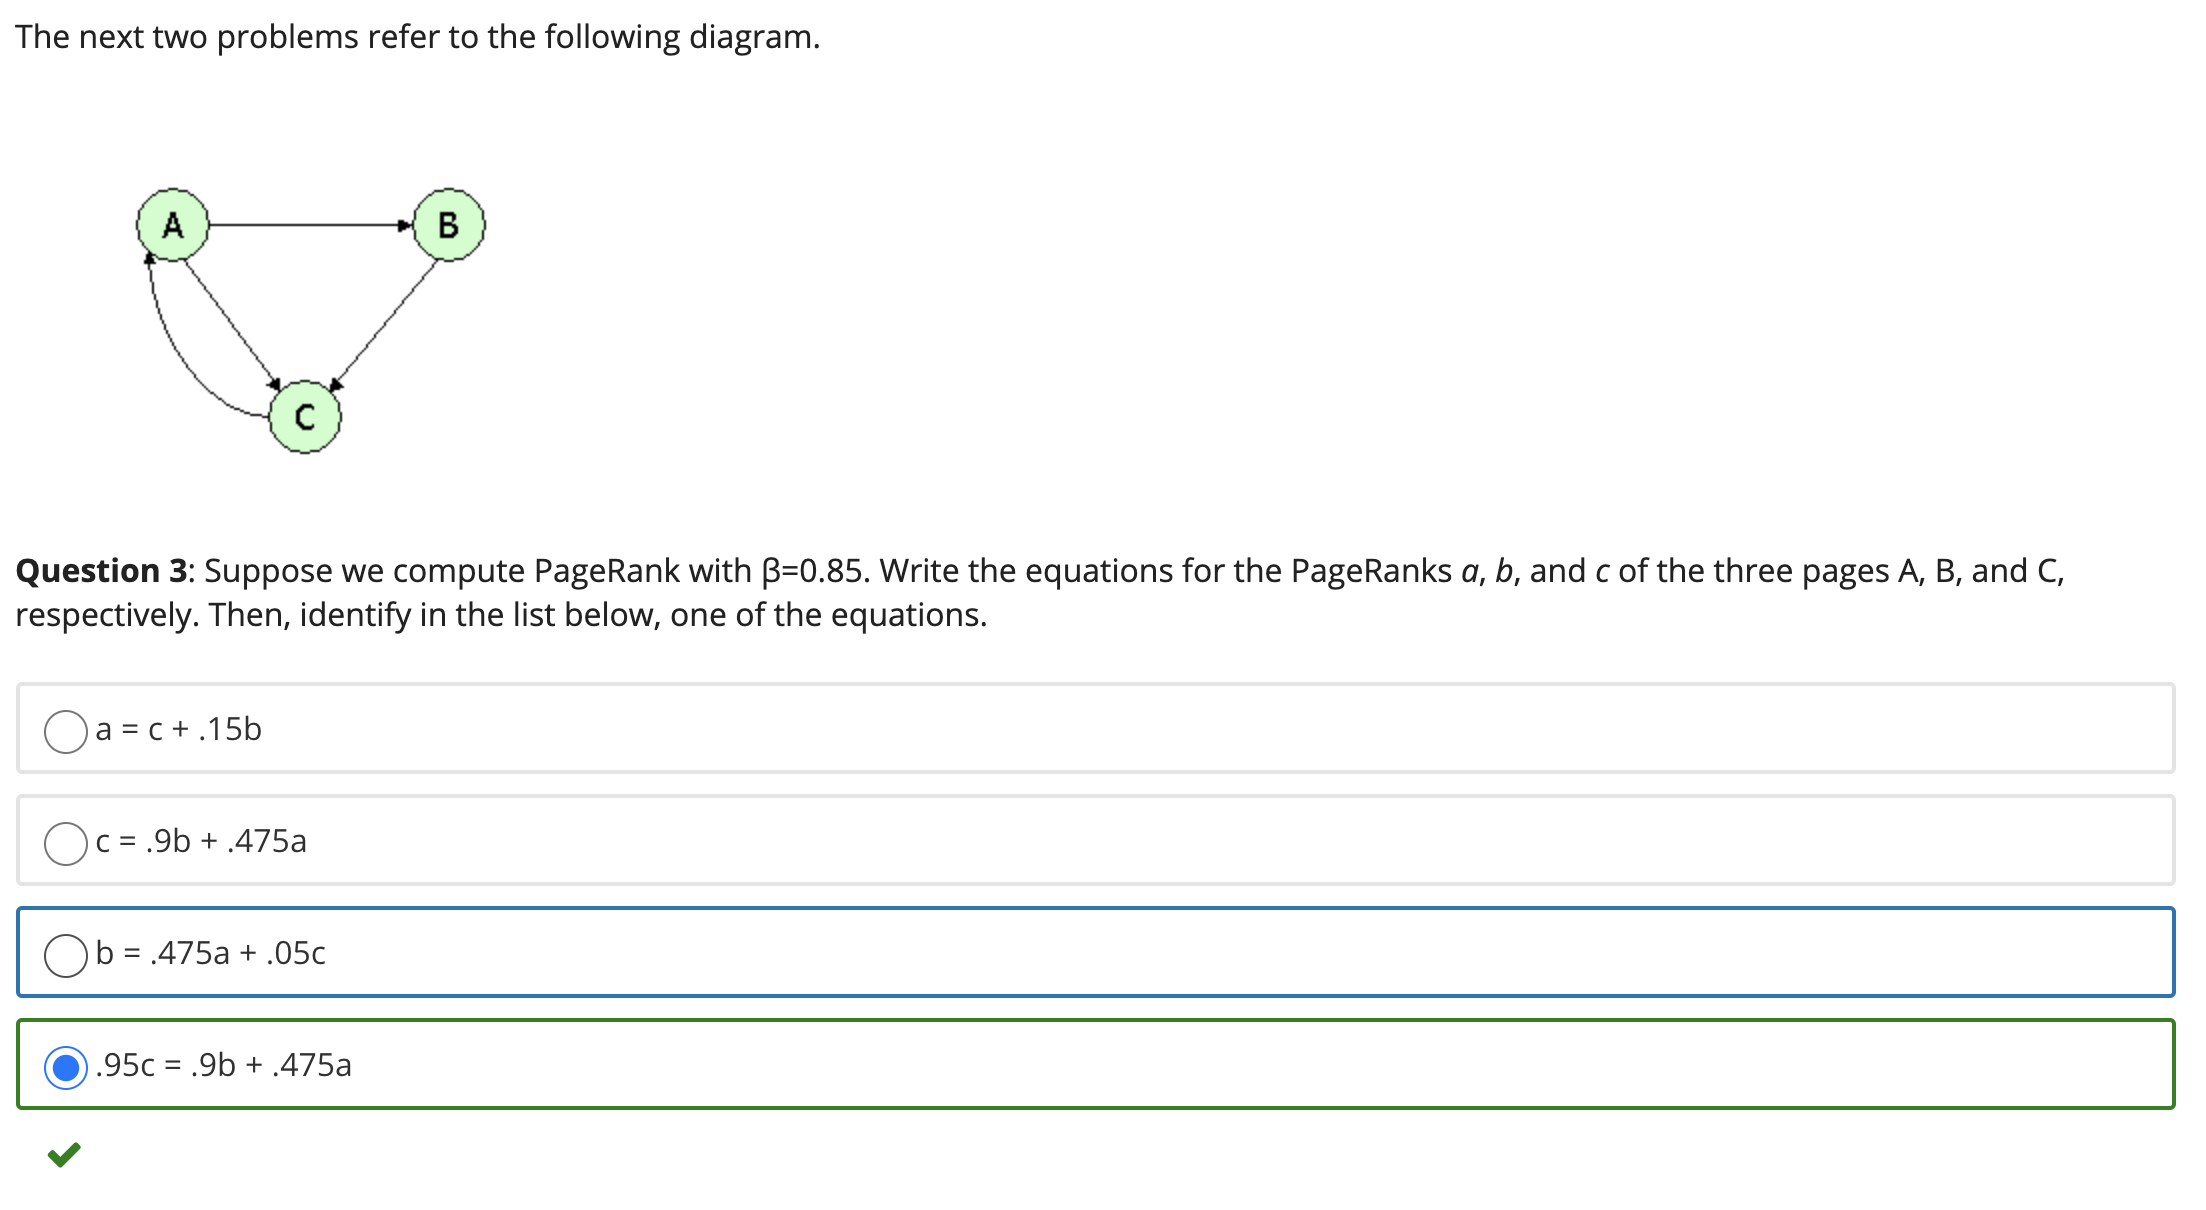 The next two problems refer to the following diagram.
A
B
C
Question 3: Suppose we compute PageRank with β=0.85. Write the equations for the PageRanks a, b, and c of the three pages A, B, and C,
respectively. Then, identify in the list below, one of the equations.
a = c + .15b
c = .9b + .475a
b = .475a + .05c
.95c = .9b + .475a